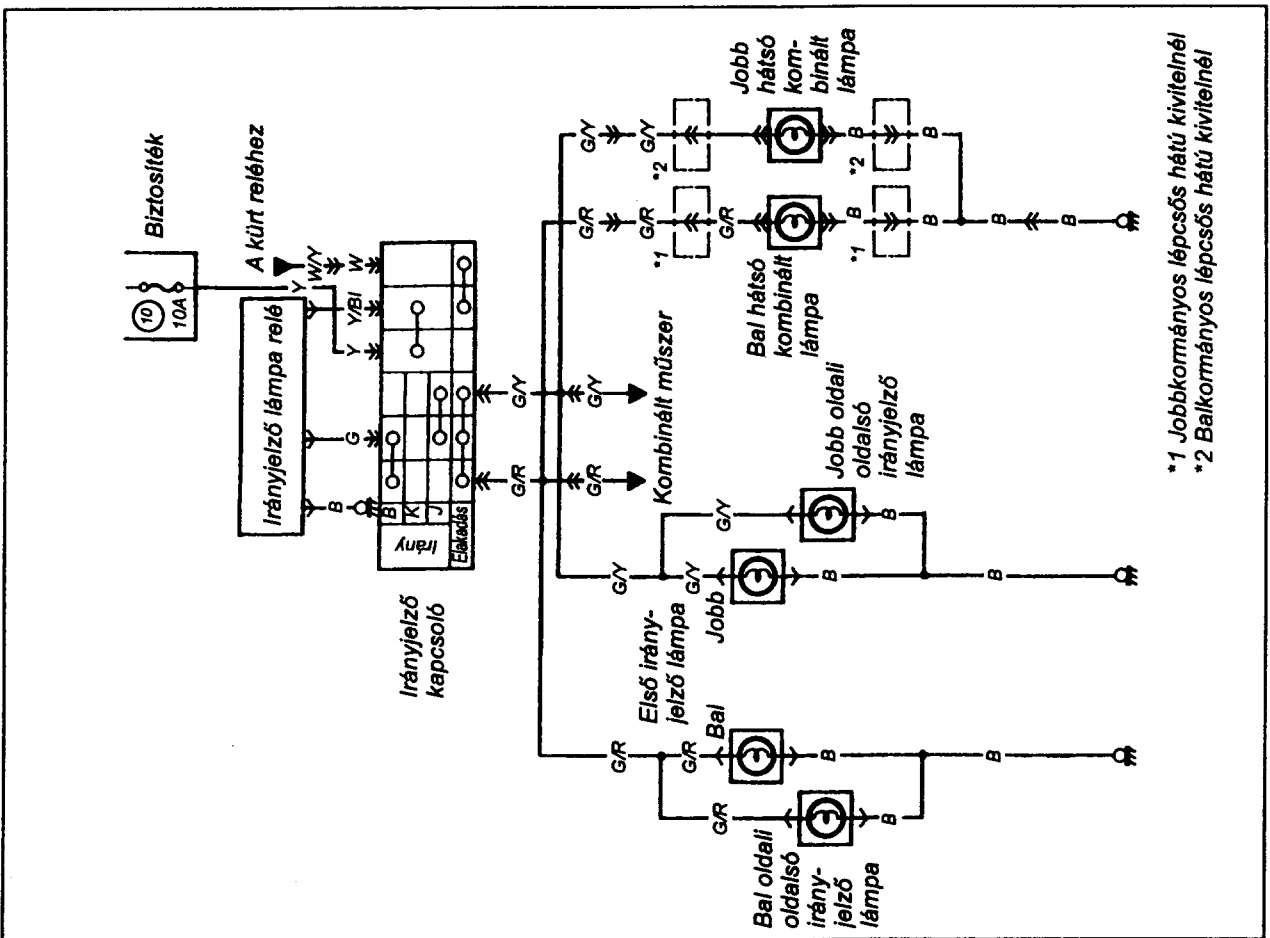 Biztosíték
10
10A
A kürt reléhez
Irányjelző lámpa relé
B
G
Y
Y/Bl
Y
W/Y
W
Irányjelző
kapcsoló
Irány
B
K
J
Elakadás
G/R
G/Y
G/R
G/Y
Kombinált műszer
G/R
G/R
G/R
Első irány-
jelző lámpa
Bal
B
B
B
Bal oldali
oldalsó
irány-
jelző
lámpa
G/Y
G/Y
G/Y
Jobb
B
B
B
Jobb oldali
oldalsó
irányjelző
lámpa
G/R
G/R
*1
G/R
Bal hátsó
kombinált
lámpa
B
*1
B
G/Y
G/Y
*2
Jobb
hátsó
kom-
binált
lámpa
B
*2
B
B
B
*1 Jobbkormányos lépcsős hátú kivitelnél
*2 Balkormányos lépcsős hátú kivitelnél